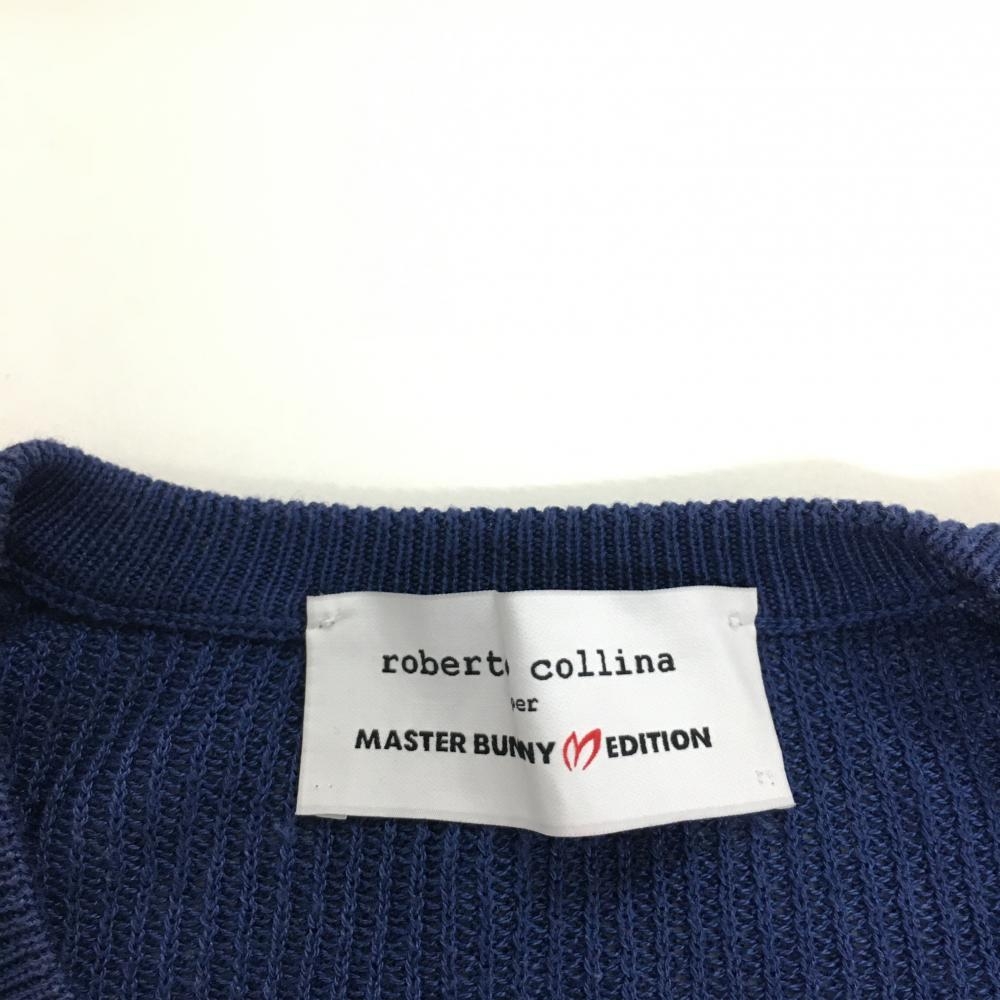 roberto collina
per
MASTER BUNNY EDITION